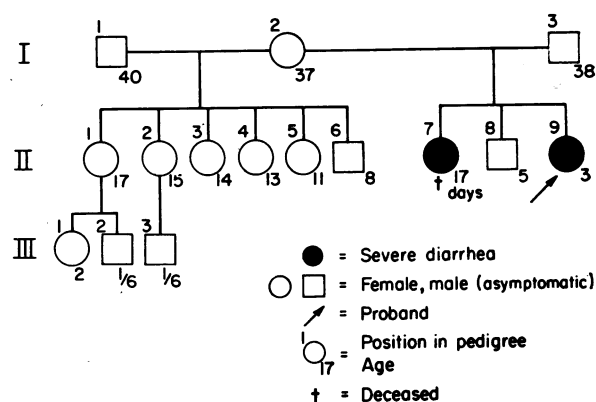 1 2 3
I
40 37 38
1 2 3 4 5 6 7 8 9
II
17 15 14 13 11 8 † 17 days 5 3
1 2 3
III
2 1/6 1/6
= Severe diarrhea
= Female, male (asymptomatic)
= Proband
1 = Position in pedigree
17 Age
† = Deceased